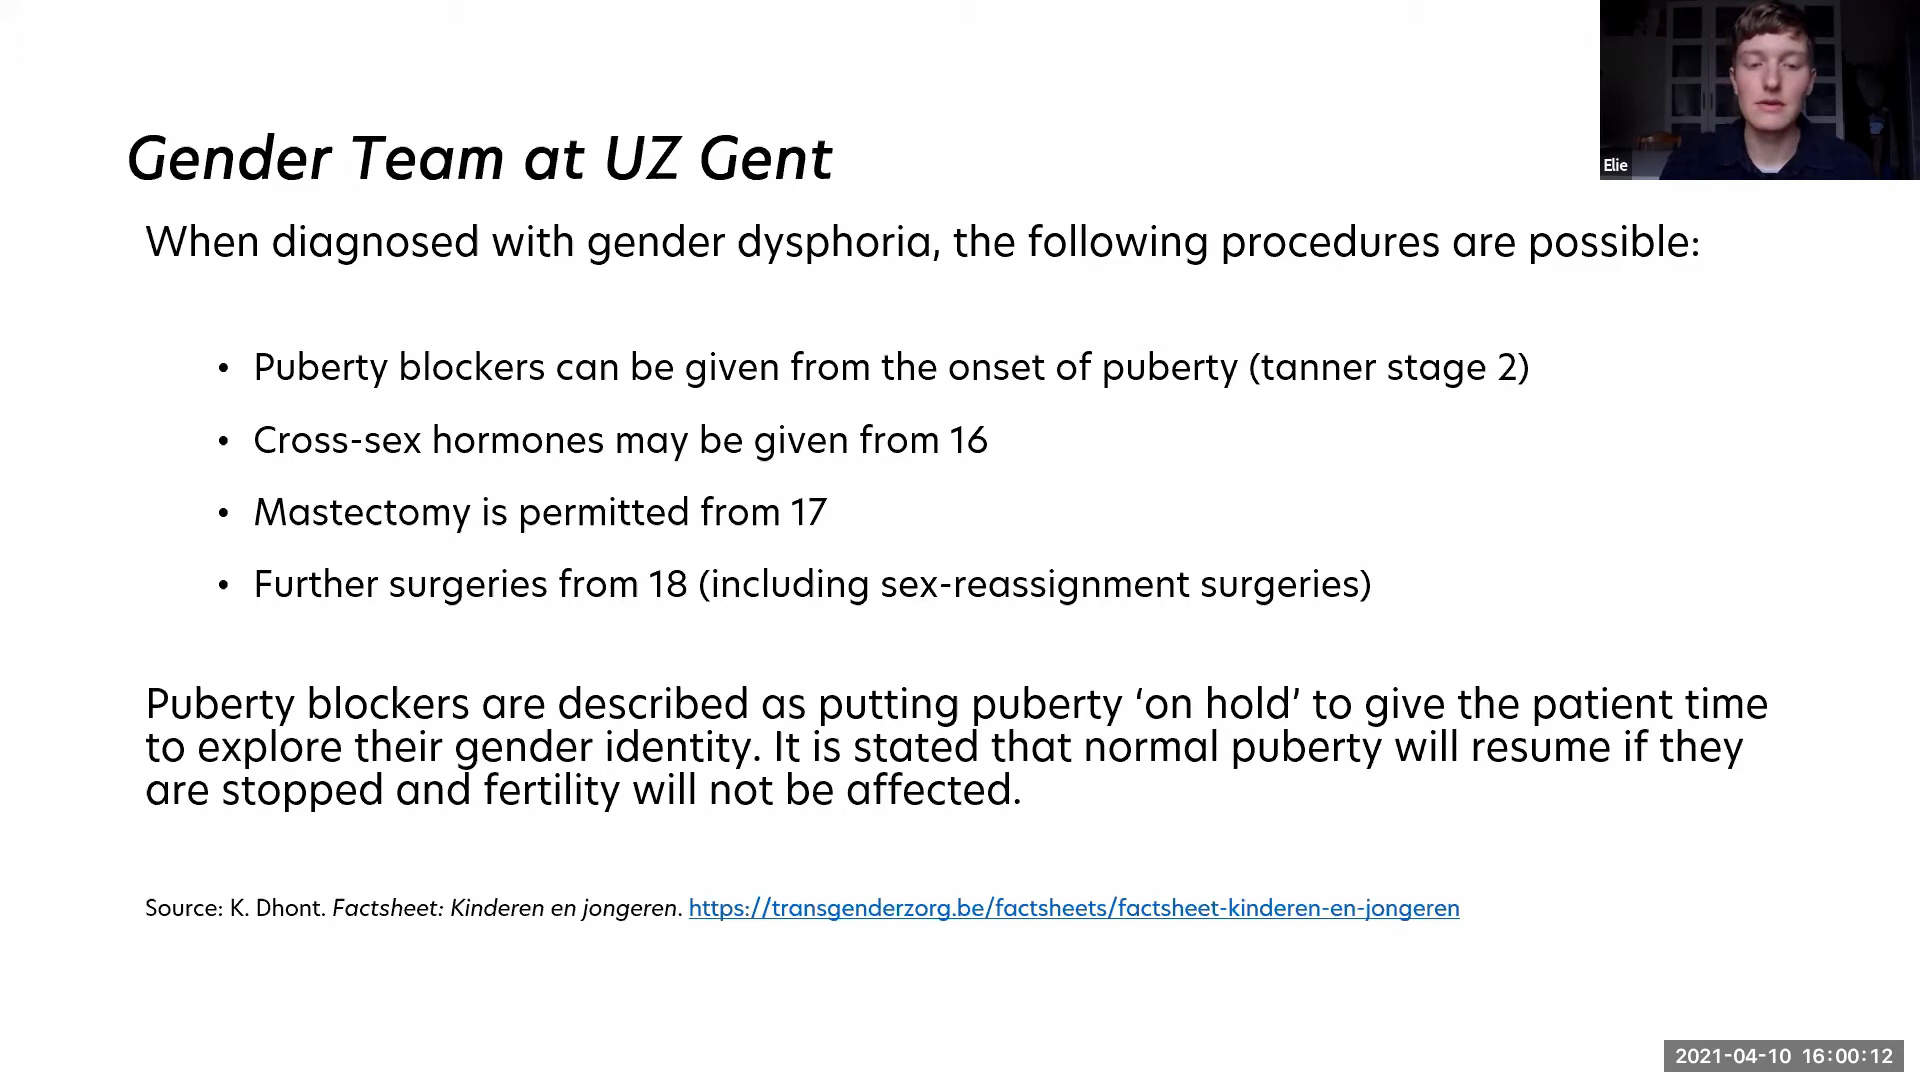 Elie
Gender Team at UZ Gent
When diagnosed with gender dysphoria, the following procedures are possible:
• Puberty blockers can be given from the onset of puberty (tanner stage 2)
• Cross-sex hormones may be given from 16
• Mastectomy is permitted from 17
• Further surgeries from 18 (including sex-reassignment surgeries)
Puberty blockers are described as putting puberty ‘on hold’ to give the patient time
to explore their gender identity. It is stated that normal puberty will resume if they
are stopped and fertility will not be affected.
Source: K. Dhont. Factsheet: Kinderen en jongeren. https://transgenderzorg.be/factsheets/factsheet-kinderen-en-jongeren
2021-04-10 16:00:12